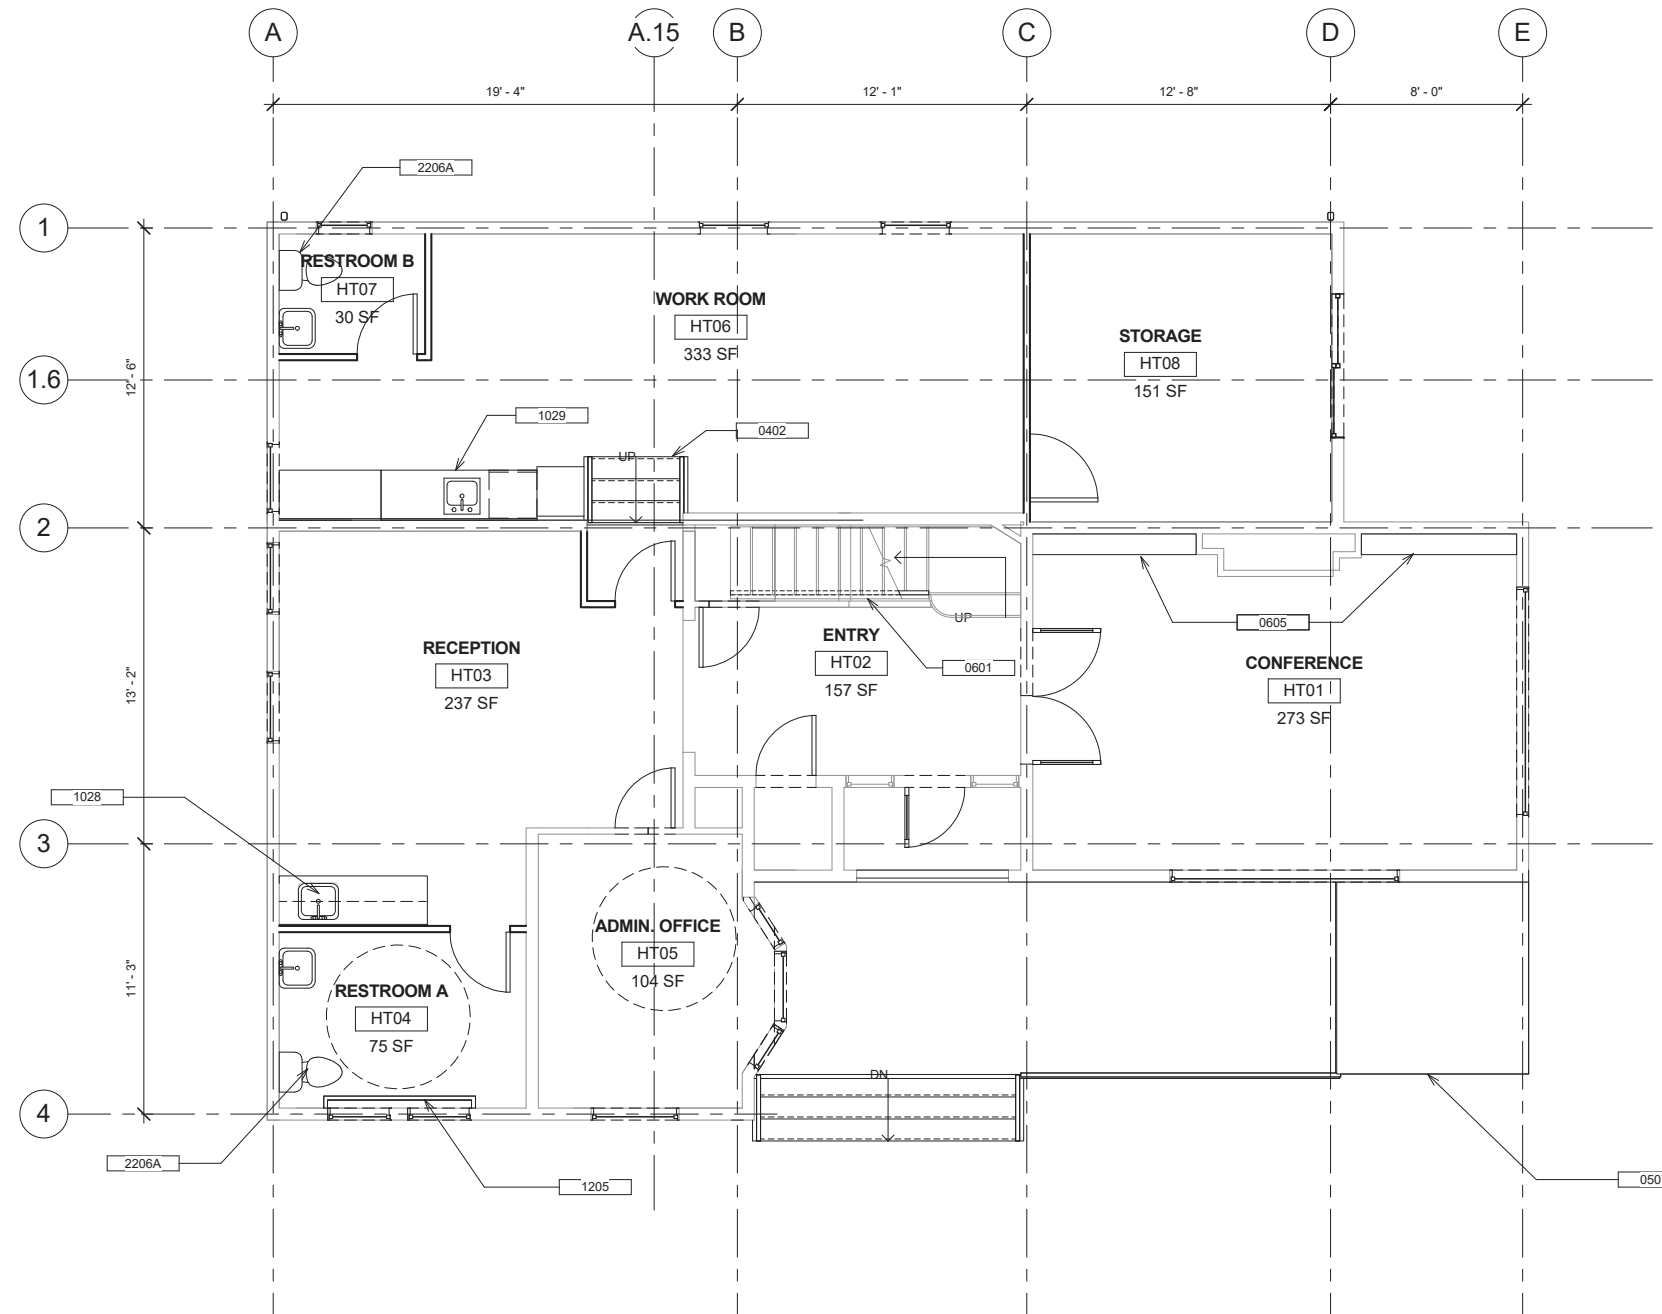 A
A.15
B
C
D
E
19' - 4"
12' - 1"
12' - 8"
8' - 0"
2206A
1
RESTROOM B
HT07
30 SF
WORK ROOM
HT06
333 SF
STORAGE
HT08
151 SF
1.6
12' - 6"
1029
0402
UP
2
UP
0605
0601
RECEPTION
HT03
237 SF
ENTRY
HT02
157 SF
CONFERENCE
HT01
273 SF
13' - 2"
1028
3
ADMIN. OFFICE
HT05
104 SF
11' - 3"
RESTROOM A
HT04
75 SF
DN
4
2206A
1205
050